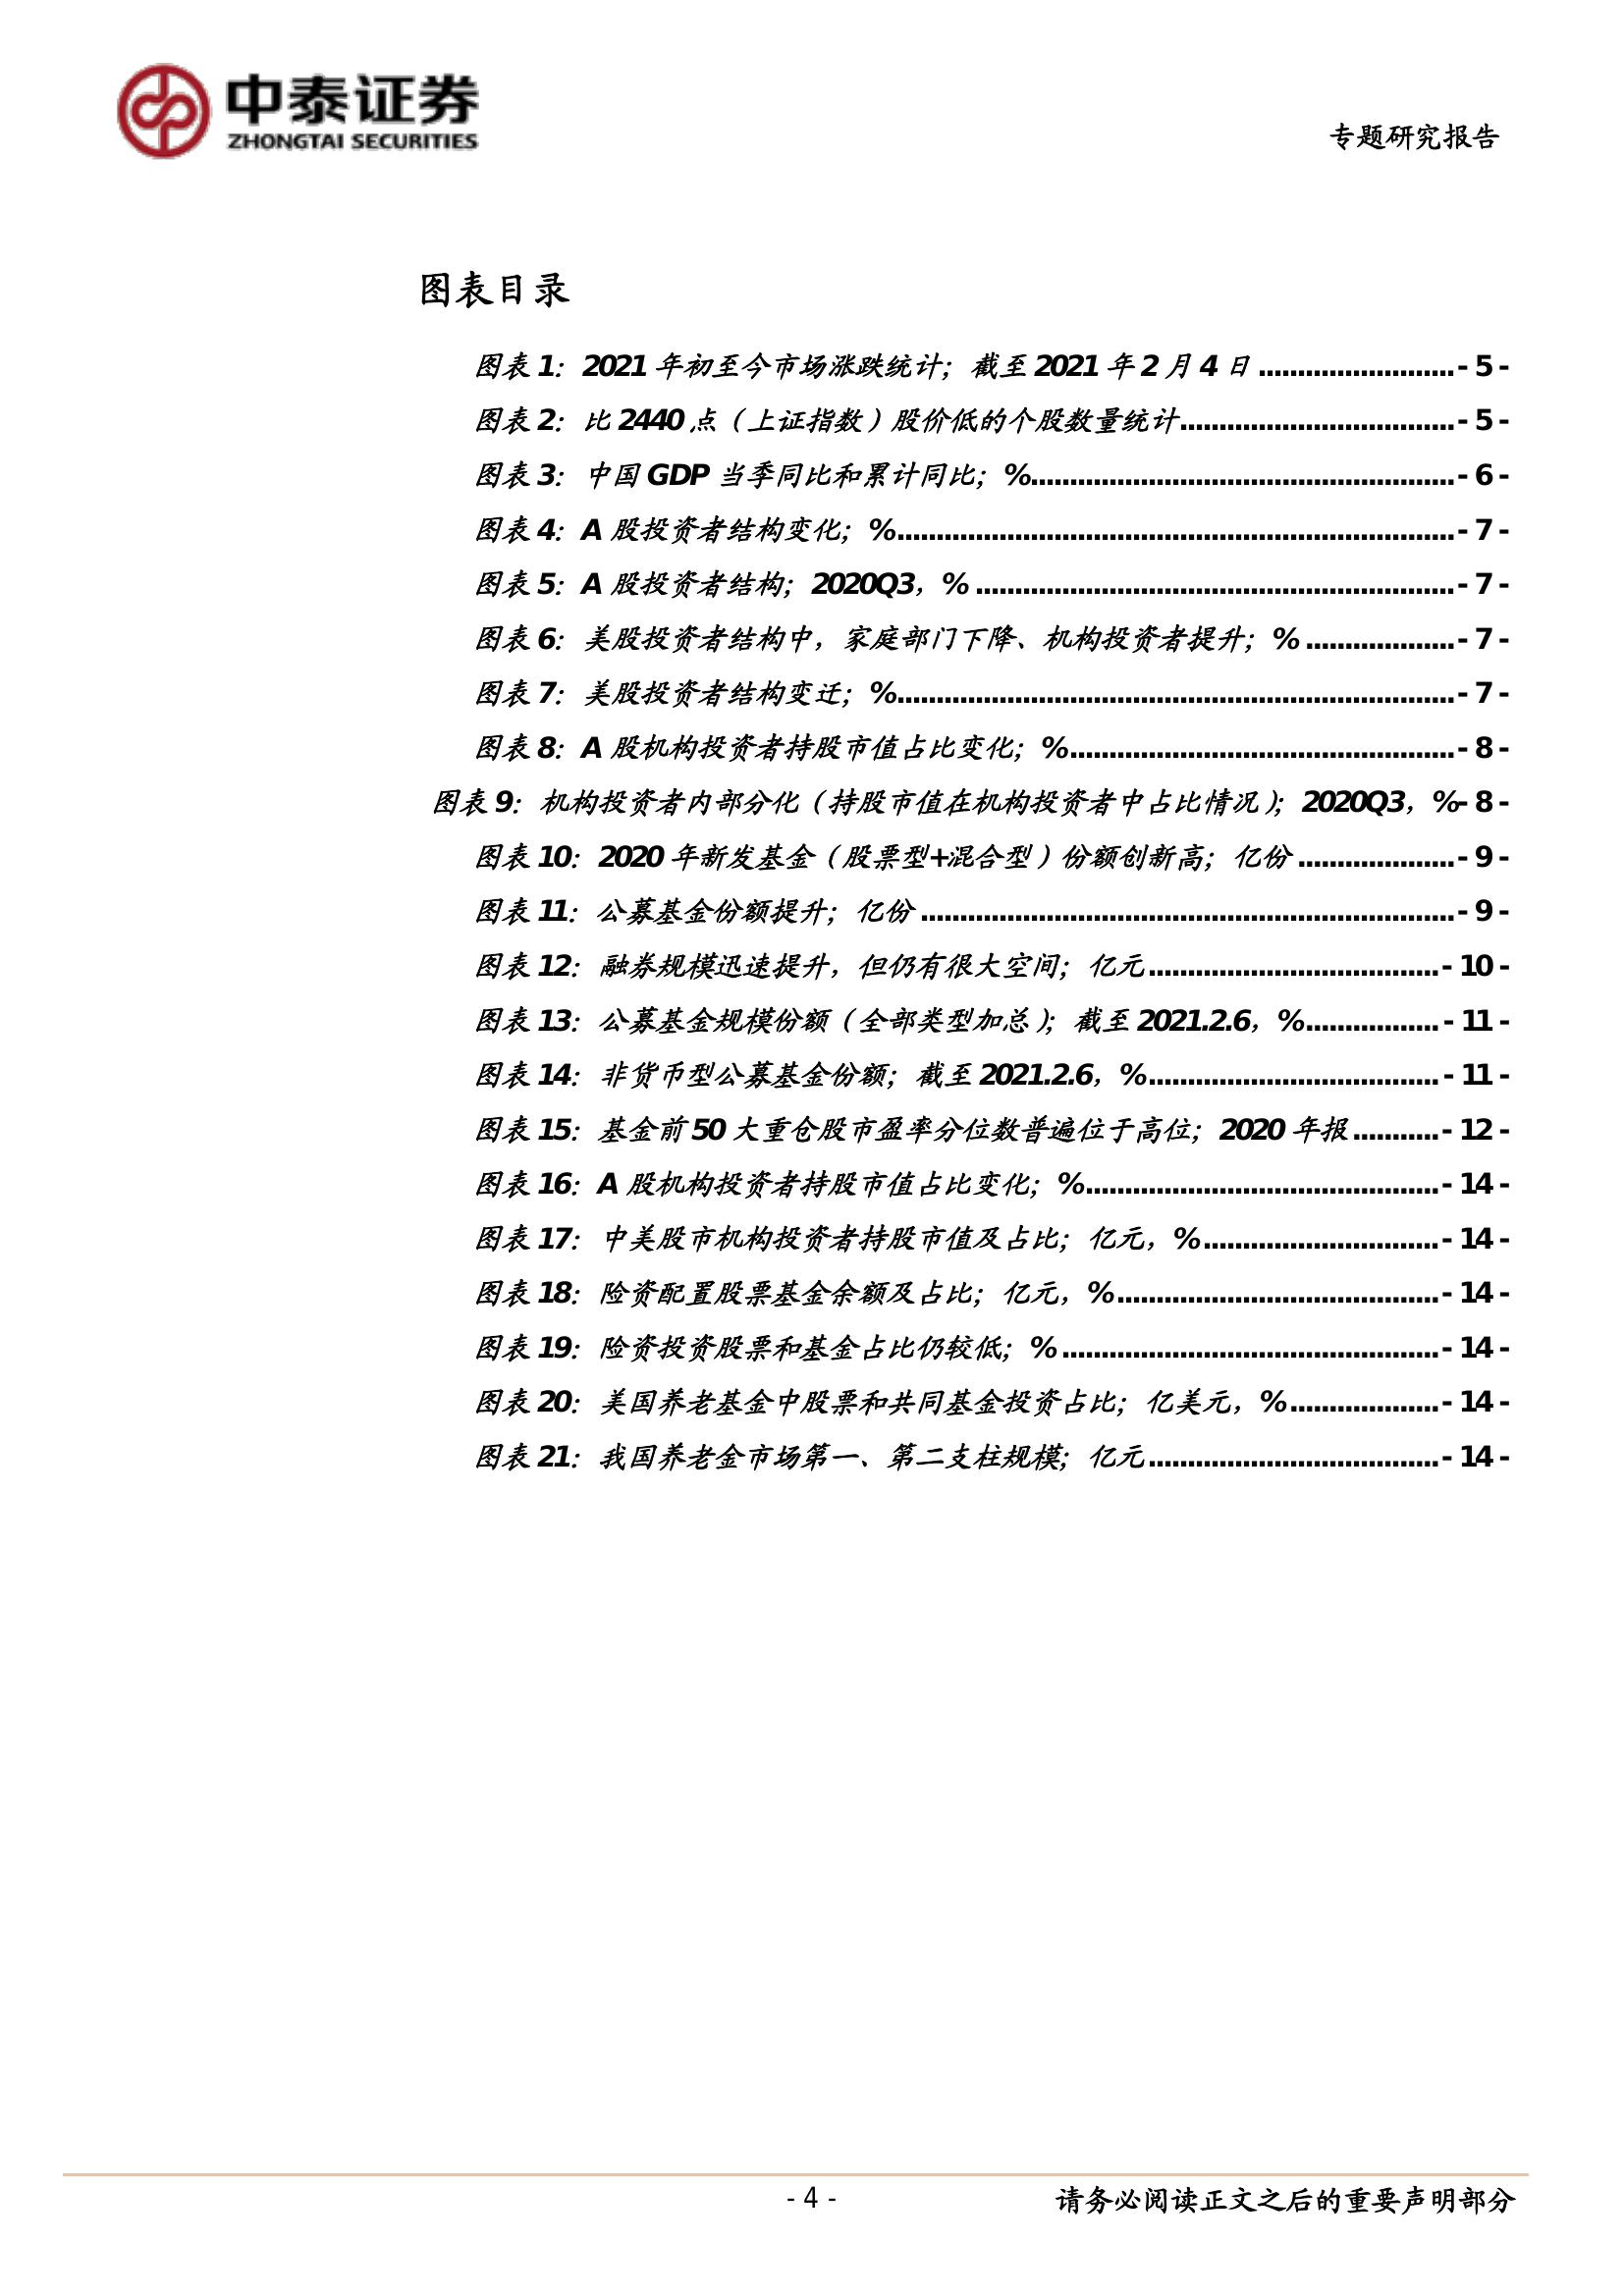 中泰证券
ZHONGTAI SECURITIES
专题研究报告
图表目录
图表 1：2021 年初至今市场涨跌统计；截至 2021 年 2 月 4 日 ......................... - 5 -
图表 2：比 2440 点（上证指数）股价低的个股数量统计................................... - 5 -
图表 3：中国 GDP 当季同比和累计同比；%...................................................... - 6 -
图表 4：A 股投资者结构变化；%....................................................................... - 7 -
图表 5：A 股投资者结构；2020Q3，% ............................................................. - 7 -
图表 6：美股投资者结构中，家庭部门下降、机构投资者提升；% ................... - 7 -
图表 7：美股投资者结构变迁；%....................................................................... - 7 -
图表 8：A 股机构投资者持股市值占比变化；%................................................. - 8 -
图表 9：机构投资者内部分化（持股市值在机构投资者中占比情况）；2020Q3，%- 8 -
图表 10：2020 年新发基金（股票型+混合型）份额创新高；亿份 .................... - 9 -
图表 11：公募基金份额提升；亿份 .................................................................... - 9 -
图表 12：融券规模迅速提升，但仍有很大空间；亿元..................................... - 10 -
图表 13：公募基金规模份额（全部类型加总）；截至 2021.2.6，%................. - 11 -
图表 14：非货币型公募基金份额；截至 2021.2.6，%..................................... - 11 -
图表 15：基金前 50 大重仓股市盈率分位数普遍位于高位；2020 年报........... - 12 -
图表 16：A 股机构投资者持股市值占比变化；%............................................. - 14 -
图表 17：中美股市机构投资者持股市值及占比；亿元，%.............................. - 14 -
图表 18：险资配置股票基金余额及占比；亿元，%......................................... - 14 -
图表 19：险资投资股票和基金占比仍较低；% ................................................ - 14 -
图表 20：美国养老基金中股票和共同基金投资占比；亿美元，%................... - 14 -
图表 21：我国养老金市场第一、第二支柱规模；亿元..................................... - 14 -
- 4 -
请务必阅读正文之后的重要声明部分